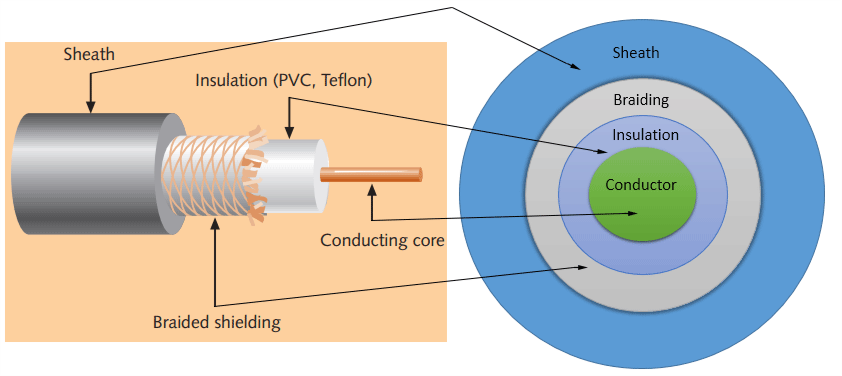 Sheath
Insulation (PVC, Teflon)
Conducting core
Braided shielding
Sheath
Braiding
Insulation
Conductor